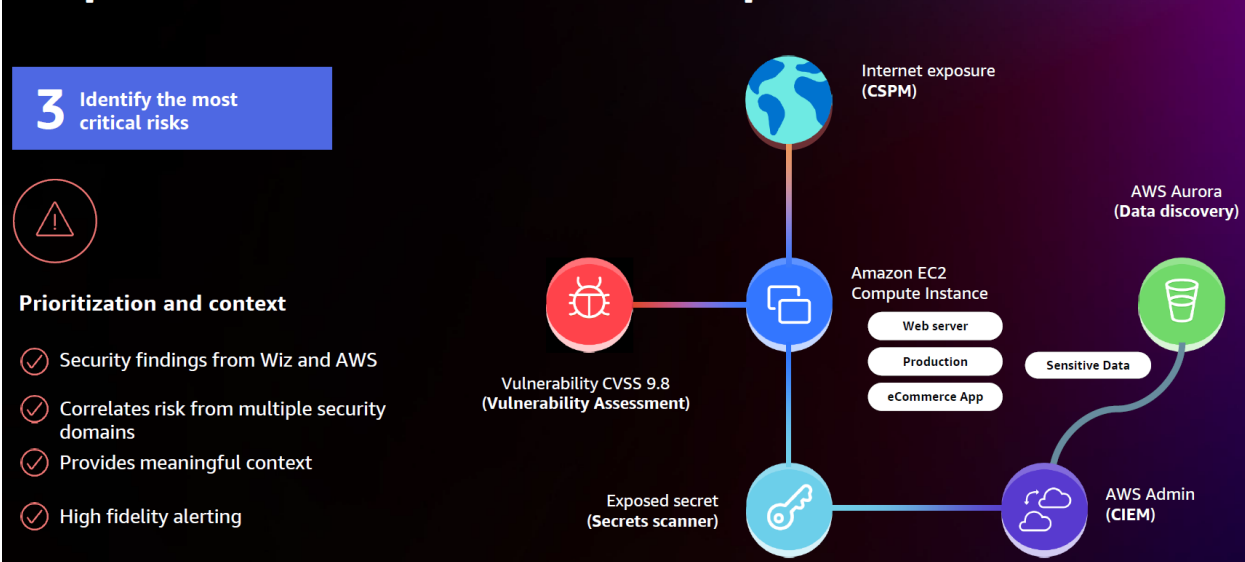 3
Identify the most
critical risks
Prioritization and context
Security findings from Wiz and AWS
Correlates risk from multiple security
domains
Provides meaningful context
High fidelity alerting
Internet exposure
(CSPM)
AWS Aurora
(Data discovery)
Amazon EC2
Compute Instance
Web server
Production
eCommerce App
Sensitive Data
Vulnerability CVSS 9.8
(Vulnerability Assessment)
Exposed secret
(Secrets scanner)
AWS Admin
(CIEM)